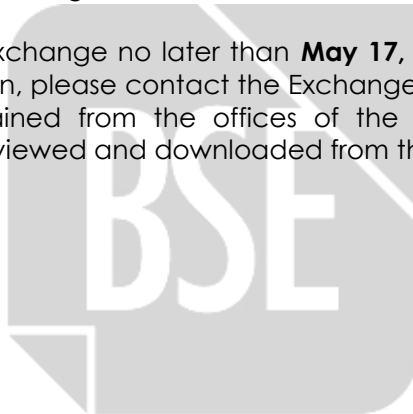 xchange no later than May 17,
n, please contact the Exchange
ained from the offices of the
viewed and downloaded from th
BSE